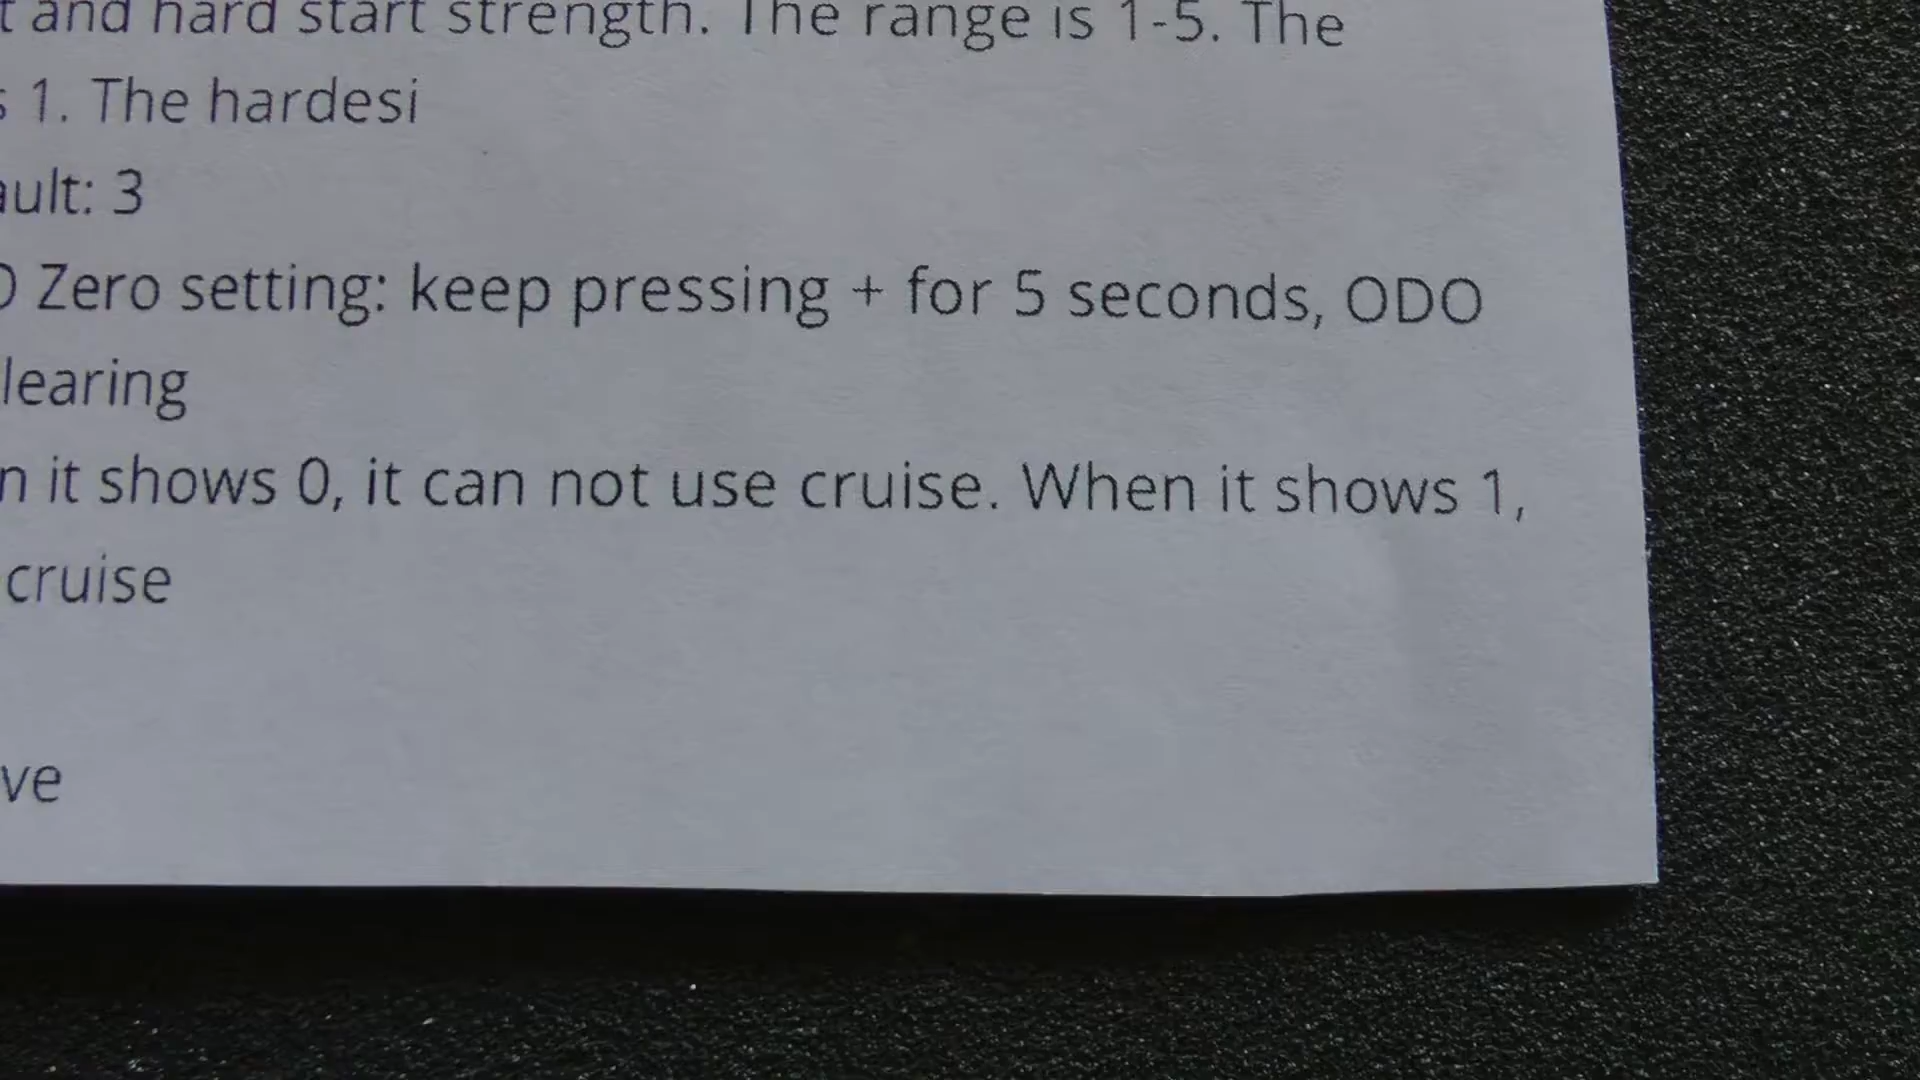 t and hard start strength. The range is 1-5. The
s 1. The hardesi
ault: 3
O Zero setting: keep pressing + for 5 seconds, ODO
learing
n it shows 0, it can not use cruise. When it shows 1,
cruise
ve